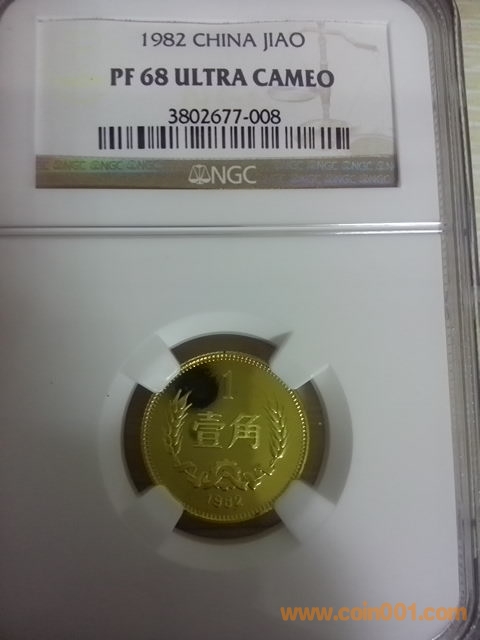 1982 CHINA JIAO
PF 68 ULTRA CAMEO
3802677-008
NGC
1
壹角
1982
www.coin001.com